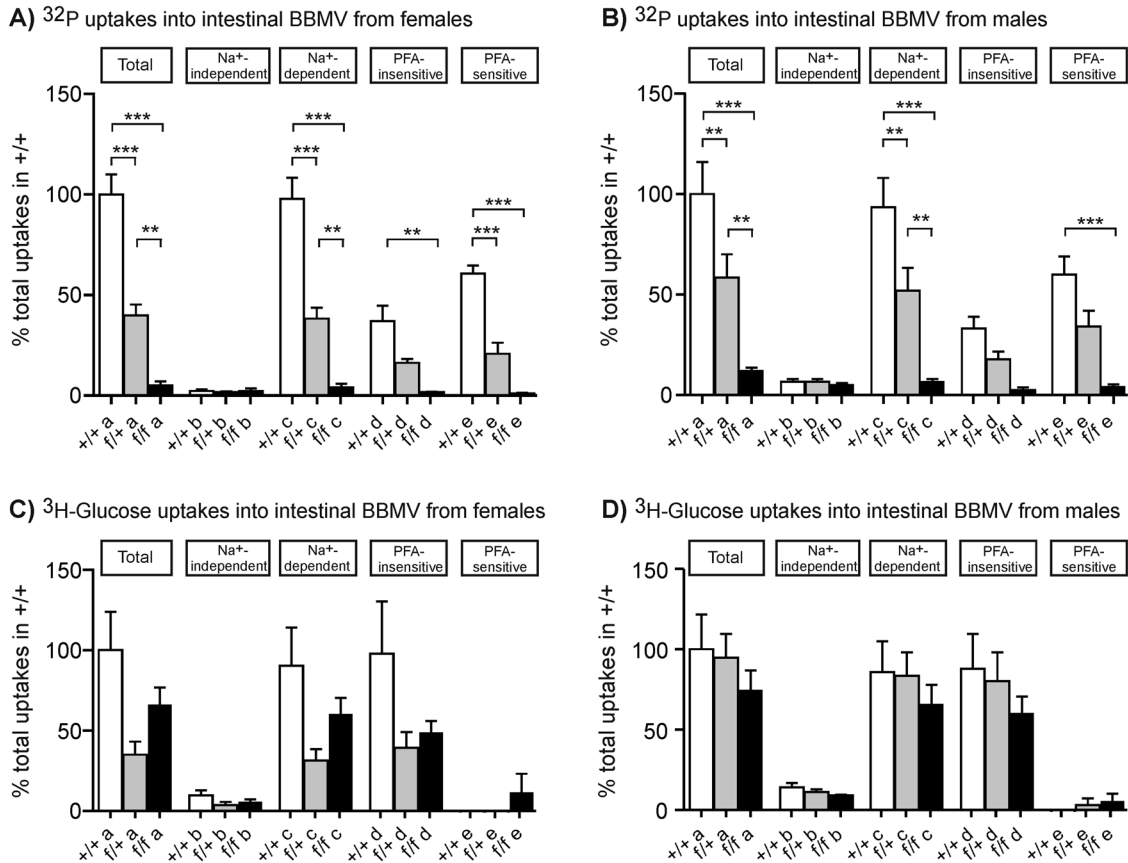 A) ³²P uptakes into intestinal BBMV from females
Total
Na⁺-
independent
Na⁺-
dependent
PFA-
insensitive
PFA-
sensitive
% total uptakes in +/+
150
100
50
0
*** *** **
*** *** **
**
*** ***
+/+ a f/+ a f/f a +/+ b f/+ b f/f b +/+ c f/+ c f/f c +/+ d f/+ d f/f d +/+ e f/+ e f/f e
B) ³²P uptakes into intestinal BBMV from males
Total
Na⁺-
independent
Na⁺-
dependent
PFA-
insensitive
PFA-
sensitive
% total uptakes in +/+
150
100
50
0
*** ** **
*** ** **
***
+/+ a f/+ a f/f a +/+ b f/+ b f/f b +/+ c f/+ c f/f c +/+ d f/+ d f/f d +/+ e f/+ e f/f e
C) ³H-Glucose uptakes into intestinal BBMV from females
Total
Na⁺-
independent
Na⁺-
dependent
PFA-
insensitive
PFA-
sensitive
% total uptakes in +/+
150
100
50
0
+/+ a f/+ a f/f a +/+ b f/+ b f/f b +/+ c f/+ c f/f c +/+ d f/+ d f/f d +/+ e f/+ e f/f e
D) ³H-Glucose uptakes into intestinal BBMV from males
Total
Na⁺-
independent
Na⁺-
dependent
PFA-
insensitive
PFA-
sensitive
% total uptakes in +/+
150
100
50
0
+/+ a f/+ a f/f a +/+ b f/+ b f/f b +/+ c f/+ c f/f c +/+ d f/+ d f/f d +/+ e f/+ e f/f e